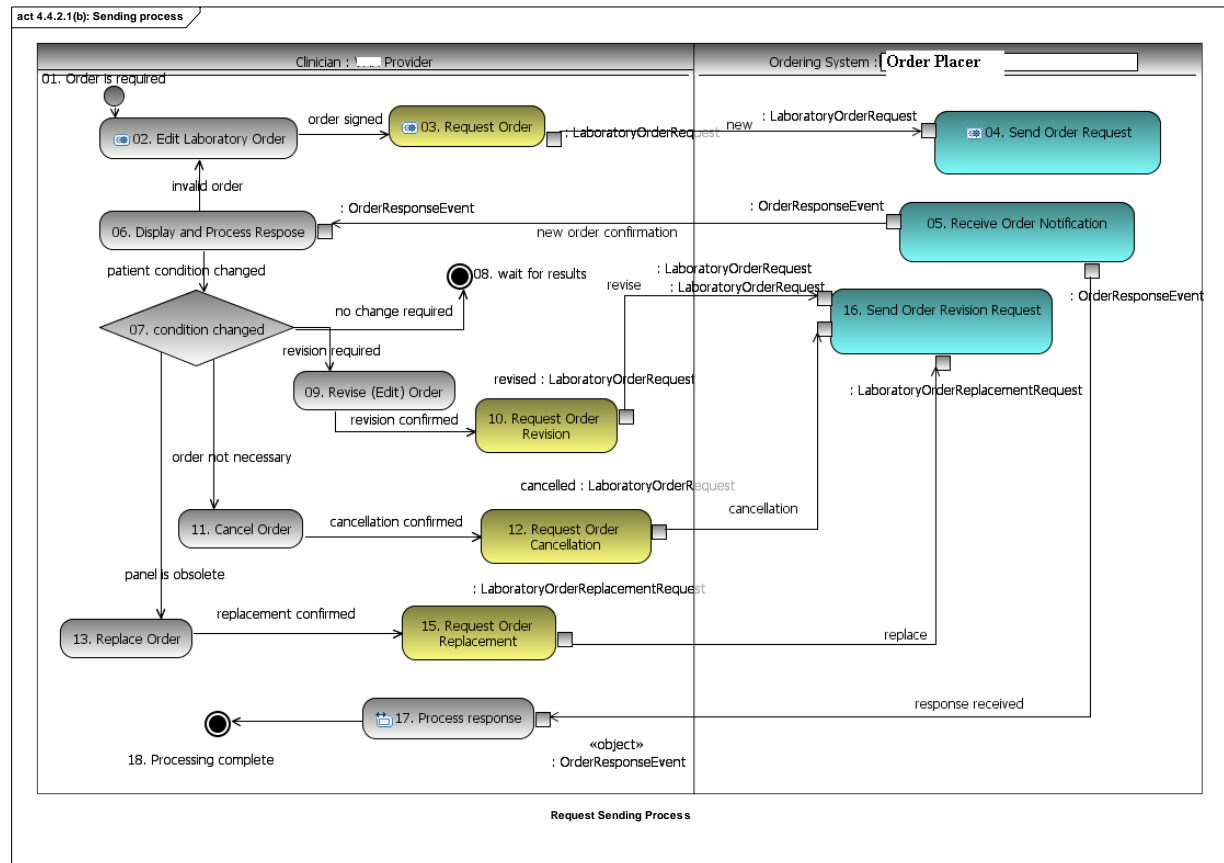 act 4.4.2.1(b): Sending process
Clinician : Provider
Ordering System : Order Placer
01. Order is required
02. Edit Laboratory Order
order signed
03. Request Order
: LaboratoryOrderRequest
new
: LaboratoryOrderRequest
04. Send Order Request
invalid order
: OrderResponseEvent
: OrderResponseEvent
06. Display and Process Respose
new order confirmation
05. Receive Order Notification
patient condition changed
08. wait for results
: LaboratoryOrderRequest
revise
: LaboratoryOrderRequest
: OrderResponseEvent
no change required
07. condition changed
16. Send Order Revision Request
revision required
09. Revise (Edit) Order
revised : LaboratoryOrderRequest
: LaboratoryOrderReplacementRequest
revision confirmed
10. Request Order
Revision
order not necessary
cancelled : LaboratoryOrderRequest
cancellation
11. Cancel Order
cancellation confirmed
12. Request Order
Cancellation
panel is obsolete
: LaboratoryOrderReplacementRequest
replacement confirmed
13. Replace Order
15. Request Order
Replacement
replace
17. Process response
response received
«object»
: OrderResponseEvent
18. Processing complete
Request Sending Process